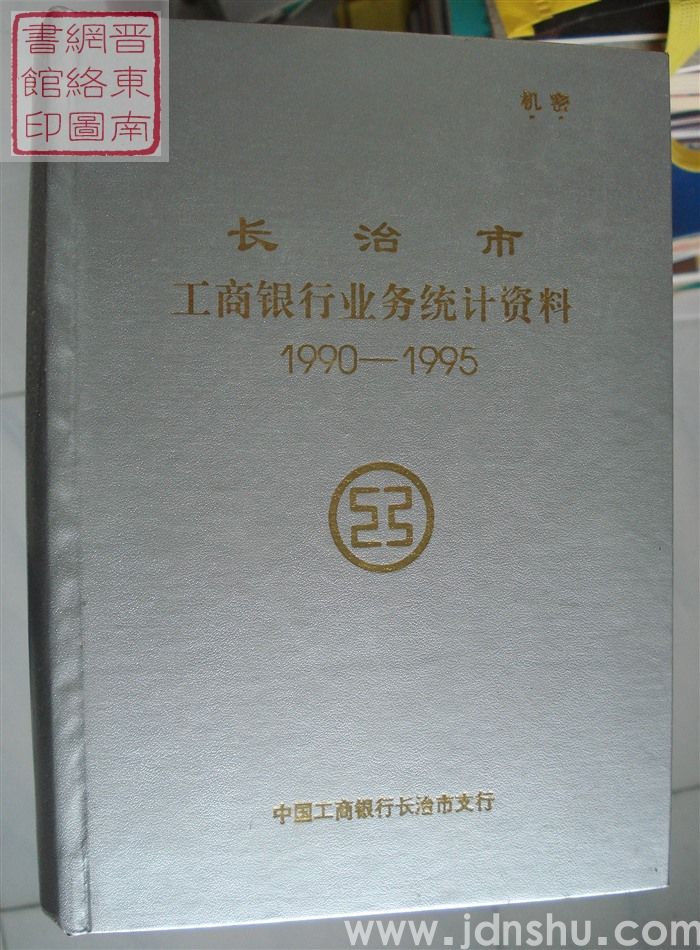 晋東南
網絡圖
書館印
机密
长治市
工商银行业务统计资料
1990—1995
中国工商银行长治市支行
www.jdnshu.com